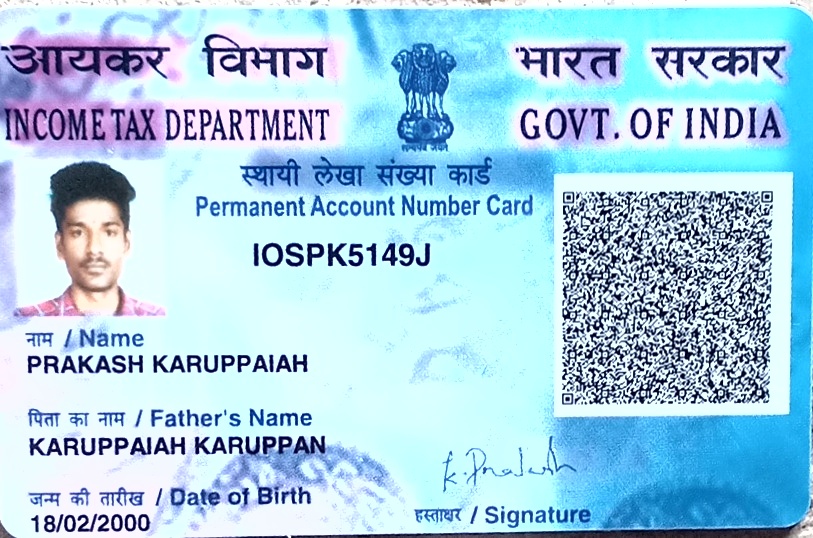 आयकर विभाग
भारत सरकार
INCOME TAX DEPARTMENT
GOVT. OF INDIA
सत्यमेव जयते
स्थायी लेखा संख्या कार्ड
Permanent Account Number Card
IOSPK5149J
नाम / Name
PRAKASH KARUPPAIAH
पिता का नाम / Father's Name
KARUPPAIAH KARUPPAN
जन्म की तारीख / Date of Birth
18/02/2000
K. Prakash
हस्ताक्षर / Signature